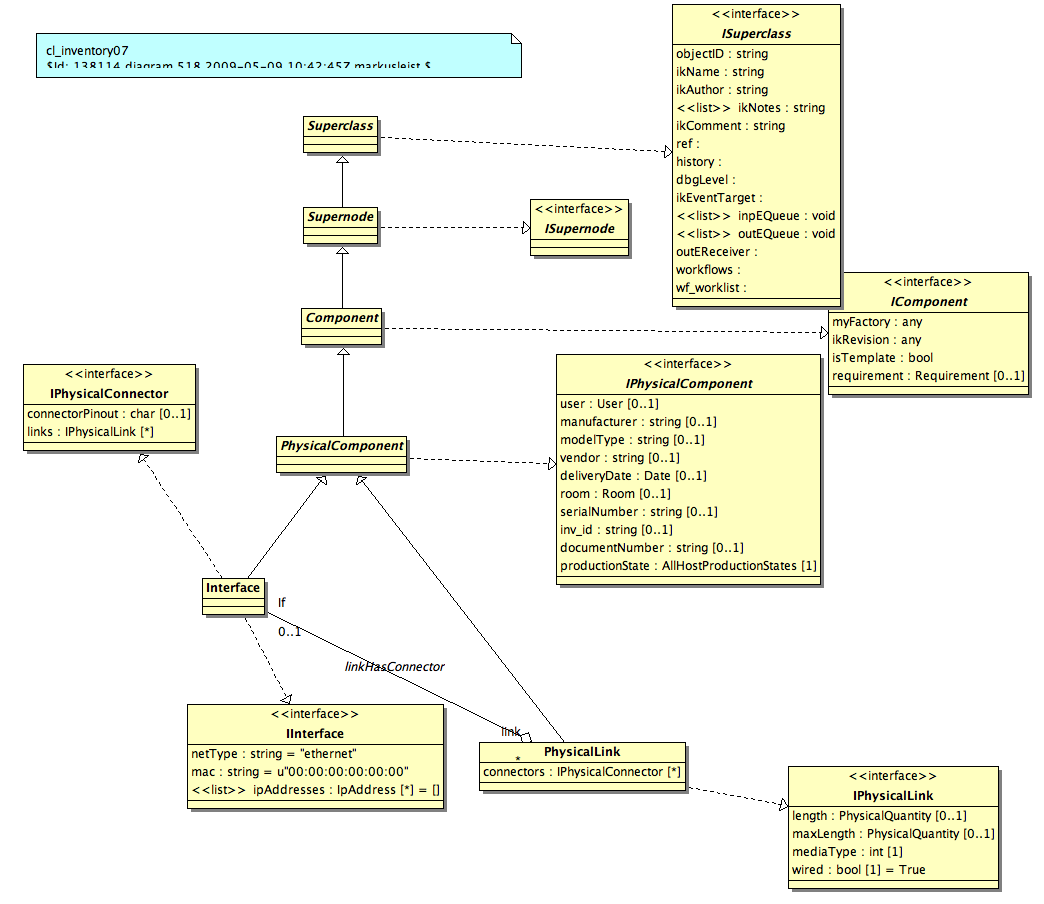 cl_inventory07
$Id: 138114.diagram 518 2009-05-09 10:42:45Z markusleist $
<<interface>>
ISuperclass
objectID : string
ikName : string
ikAuthor : string
<<list>> ikNotes : string
ikComment : string
ref :
history :
dbgLevel :
ikEventTarget :
<<list>> inpEQueue : void
<<list>> outEQueue : void
outEReceiver :
workflows :
wf_worklist :
Superclass
Supernode
<<interface>>
ISupernode
<<interface>>
IComponent
myFactory : any
ikRevision : any
isTemplate : bool
requirement : Requirement [0..1]
Component
<<interface>>
IPhysicalConnector
connectorPinout : char [0..1]
links : IPhysicalLink [*]
<<interface>>
IPhysicalComponent
user : User [0..1]
manufacturer : string [0..1]
modelType : string [0..1]
vendor : string [0..1]
deliveryDate : Date [0..1]
room : Room [0..1]
serialNumber : string [0..1]
inv_id : string [0..1]
documentNumber : string [0..1]
productionState : AllHostProductionStates [1]
PhysicalComponent
Interface
If
0..1
linkHasConnector
<<interface>>
IInterface
netType : string = "ethernet"
mac : string = u"00:00:00:00:00:00"
<<list>> ipAddresses : IpAddress [*] = []
link
*
PhysicalLink
connectors : IPhysicalConnector [*]
<<interface>>
IPhysicalLink
length : PhysicalQuantity [0..1]
maxLength : PhysicalQuantity [0..1]
mediaType : int [1]
wired : bool [1] = True